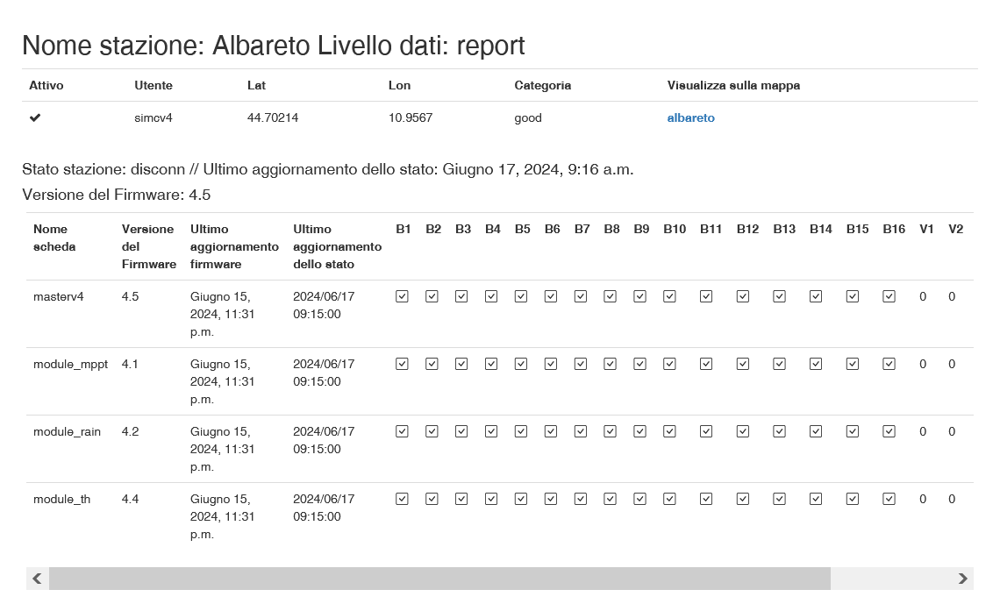 Nome stazione: Albareto Livello dati: report
Attivo Utente Lat Lon Categoria Visualizza sulla mappa
simcv4 44.70214 10.9567 good albareto
Stato stazione: disconn // Ultimo aggiornamento dello stato: Giugno 17, 2024, 9:16 a.m.
Versione del Firmware: 4.5
Nome Versione Ultimo Ultimo B1 B2 B3 B4 B5 B6 B7 B8 B9 B10 B11 B12 B13 B14 B15 B16 V1 V2
scheda del aggiornamento aggiornamento
Firmware firmware dello stato
masterv4 4.5 Giugno 15, 2024/06/17 0 0
2024, 11:31 09:15:00
p.m.
module_mppt 4.1 Giugno 15, 2024/06/17 0 0
2024, 11:31 09:15:00
p.m.
module_rain 4.2 Giugno 15, 2024/06/17 0 0
2024, 11:31 09:15:00
p.m.
module_th 4.4 Giugno 15, 2024/06/17 0 0
2024, 11:31 09:15:00
p.m.